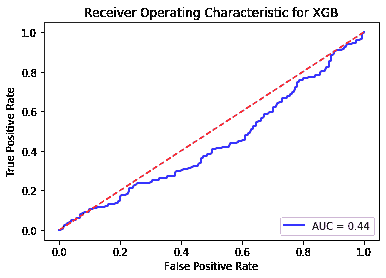 Receiver Operating Characteristic for XGB
True Positive Rate
1.0
0.8
0.6
0.4
0.2
0.0
0.0 0.2 0.4 0.6 0.8 1.0
False Positive Rate
AUC = 0.44